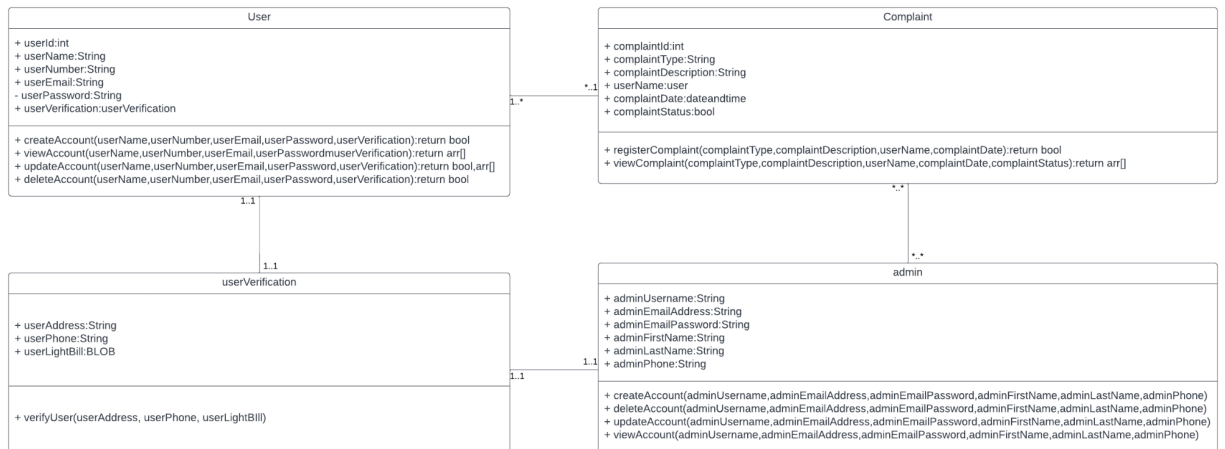 User
+ userId:int
+ userName:String
+ userNumber:String
+ userEmail:String
- userPassword:String
+ userVerification:userVerification
+ createAccount(userName,userNumber,userEmail,userPassword,userVerification):return bool
+ viewAccount(userName,userNumber,userEmail,userPasswordmuserVerification):return arr[]
+ updateAccount(userName,userNumber,userEmail,userPassword,userVerification):return bool,arr[]
+ deleteAccount(userName,userNumber,userEmail,userPassword,userVerification):return bool
1..*
*..1
Complaint
+ complaintId:int
+ complaintType:String
+ complaintDescription:String
+ userName:user
+ complaintDate:dateandtime
+ complaintStatus:bool
+ registerComplaint(complaintType,complaintDescription,userName,complaintDate):return bool
+ viewComplaint(complaintType,complaintDescription,userName,complaintDate,complaintStatus):return arr[]
1..1
1..1
*..*
*..*
userVerification
+ userAddress:String
+ userPhone:String
+ userLightBill:BLOB
+ verifyUser(userAddress, userPhone, userLightBIll)
1..1
1..1
admin
+ adminUsername:String
+ adminEmailAddress:String
+ adminEmailPassword:String
+ adminFirstName:String
+ adminLastName:String
+ adminPhone:String
+ createAccount(adminUsername,adminEmailAddress,adminEmailPassword,adminFirstName,adminLastName,adminPhone)
+ deleteAccount(adminUsername,adminEmailAddress,adminEmailPassword,adminFirstName,adminLastName,adminPhone)
+ updateAccount(adminUsername,adminEmailAddress,adminEmailPassword,adminFirstName,adminLastName,adminPhone)
+ viewAccount(adminUsername,adminEmailAddress,adminEmailPassword,adminFirstName,adminLastName,adminPhone)